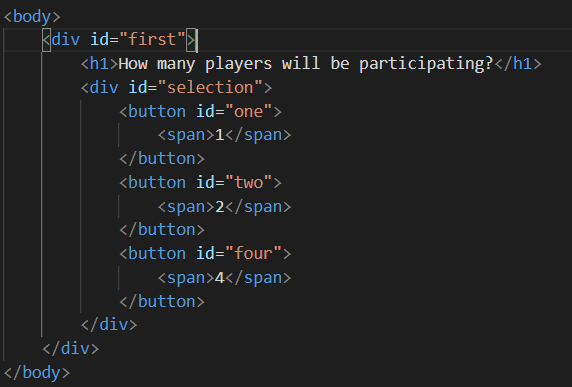 <body>
    <div id="first">
        <h1>How many players will be participating?</h1>
        <div id="selection">
            <button id="one">
                <span>1</span>
            </button>
            <button id="two">
                <span>2</span>
            </button>
            <button id="four">
                <span>4</span>
            </button>
        </div>
    </div>
</body>